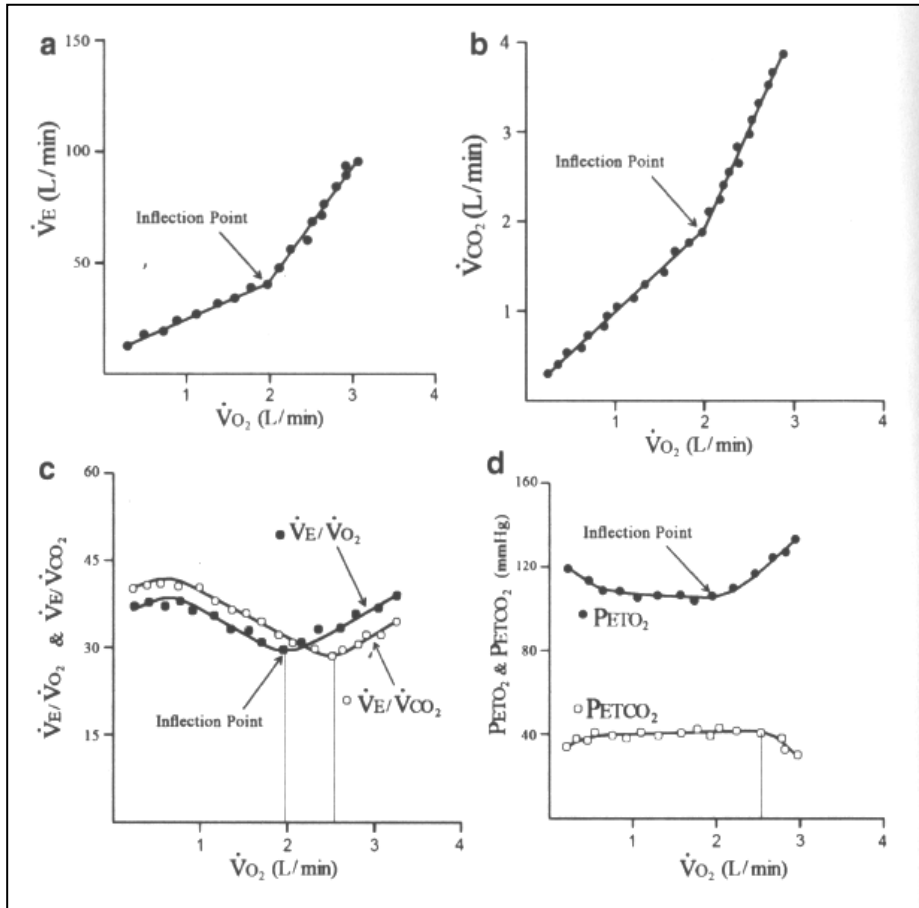 a
150
100
50
V̇E (L/min)
Inflection Point
1 2 3 4
V̇O₂ (L/min)
b
4
3
2
1
V̇CO₂ (L/min)
Inflection Point
1 2 3 4
V̇O₂ (L/min)
c
60
45
30
15
V̇E/V̇O₂ & V̇E/V̇CO₂
V̇E/V̇O₂
Inflection Point
V̇E/V̇CO₂
1 2 3 4
V̇O₂ (L/min)
d
160
120
80
40
PETO₂ & PETCO₂ (mmHg)
Inflection Point
PETO₂
PETCO₂
1 2 3 4
V̇O₂ (L/min)